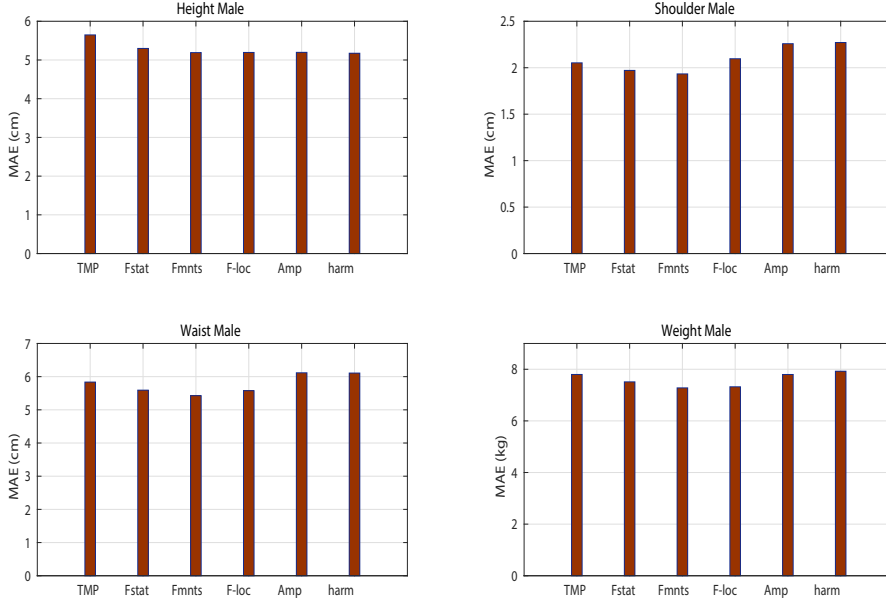 Height Male
6
5
4
3
2
1
0
MAE (cm)
TMP Fstat Fmnts F-loc Amp harm
Shoulder Male
2.5
2
1.5
1
0.5
0
MAE (cm)
TMP Fstat Fmnts F-loc Amp harm
Waist Male
7
6
5
4
3
2
1
0
MAE (cm)
TMP Fstat Fmnts F-loc Amp harm
Weight Male
8
6
4
2
0
MAE (kg)
TMP Fstat Fmnts F-loc Amp harm